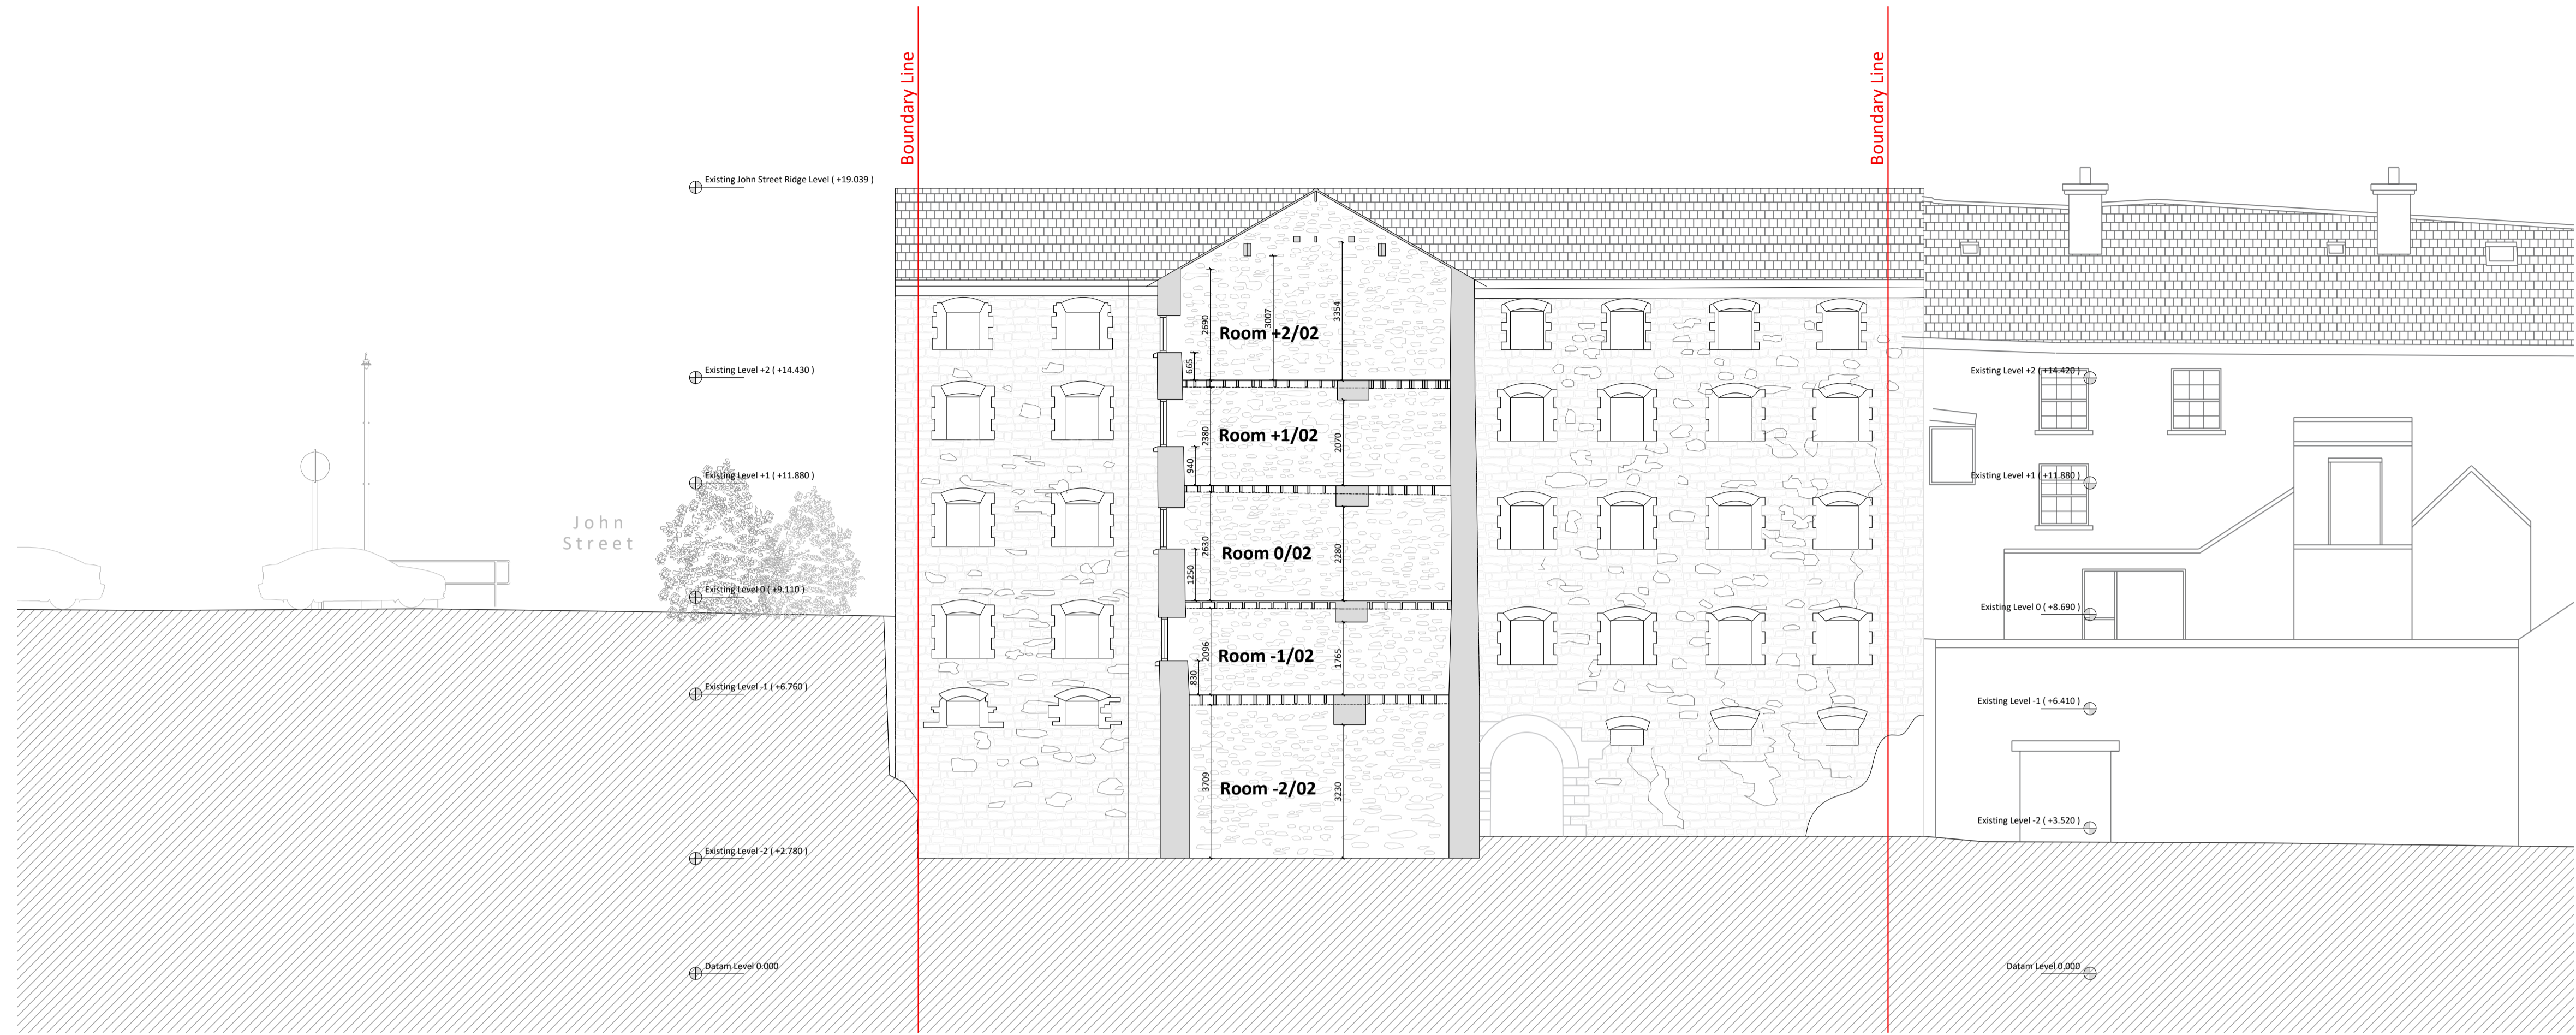 Boundary Line
Boundary Line
Existing John Street Ridge Level ( +19.039 )
Existing Level +2 ( +14.430 )
Existing Level +1 ( +11.880 )
John
Street
Existing Level 0 ( +9.110 )
Existing Level -1 ( +6.760 )
Existing Level -2 ( +2.780 )
Datam Level 0.000
2690
3007
3354
Room +2/02
665
2380
Room +1/02
2070
940
2630
Room 0/02
2280
1250
2096
Room -1/02
1765
830
3709
Room -2/02
3230
Existing Level +2 ( +14.420 )
Existing Level +1 ( +11.880 )
Existing Level 0 ( +8.690 )
Existing Level -1 ( +6.410 )
Existing Level -2 ( +3.520 )
Datam Level 0.000